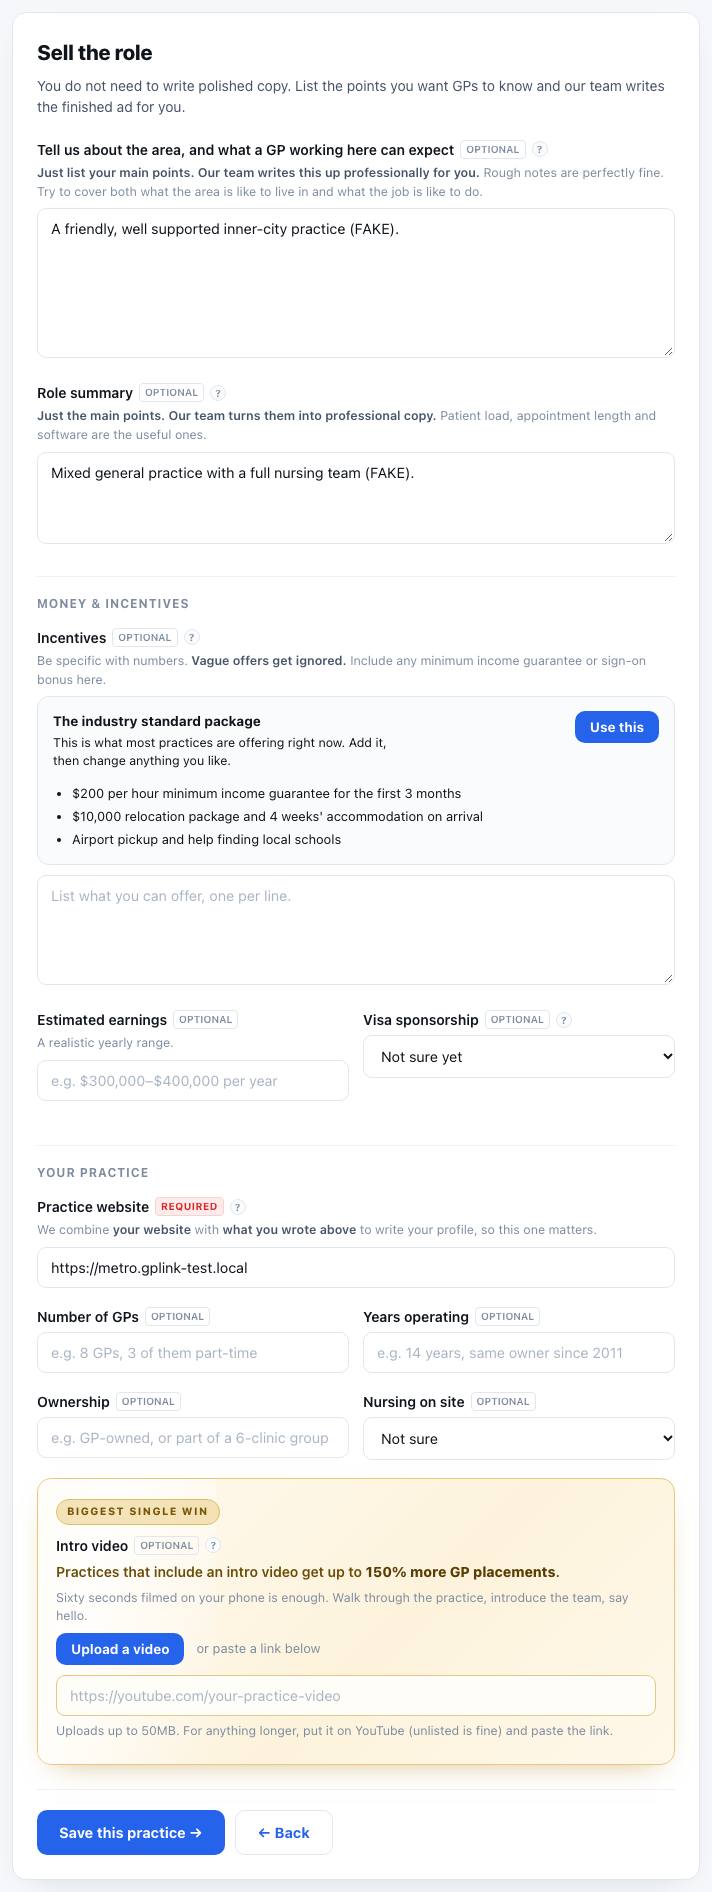 Sell the role
You do not need to write polished copy. List the points you want GPs to know and our team writes
the finished ad for you.
Tell us about the area, and what a GP working here can expect OPTIONAL ?
Just list your main points. Our team writes this up professionally for you. Rough notes are perfectly fine.
Try to cover both what the area is like to live in and what the job is like to do.
A friendly, well supported inner-city practice (FAKE).
Role summary OPTIONAL ?
Just the main points. Our team turns them into professional copy. Patient load, appointment length and
software are the useful ones.
Mixed general practice with a full nursing team (FAKE).
MONEY & INCENTIVES
Incentives OPTIONAL ?
Be specific with numbers. Vague offers get ignored. Include any minimum income guarantee or sign-on
bonus here.
The industry standard package
Use this
This is what most practices are offering right now. Add it,
then change anything you like.
• $200 per hour minimum income guarantee for the first 3 months
• $10,000 relocation package and 4 weeks' accommodation on arrival
• Airport pickup and help finding local schools
List what you can offer, one per line.
Estimated earnings OPTIONAL
A realistic yearly range.
e.g. $300,000–$400,000 per year
Visa sponsorship OPTIONAL ?
Not sure yet
YOUR PRACTICE
Practice website REQUIRED ?
We combine your website with what you wrote above to write your profile, so this one matters.
https://metro.gplink-test.local
Number of GPs OPTIONAL
e.g. 8 GPs, 3 of them part-time
Years operating OPTIONAL
e.g. 14 years, same owner since 2011
Ownership OPTIONAL
e.g. GP-owned, or part of a 6-clinic group
Nursing on site OPTIONAL
Not sure
BIGGEST SINGLE WIN
Intro video OPTIONAL ?
Practices that include an intro video get up to 150% more GP placements.
Sixty seconds filmed on your phone is enough. Walk through the practice, introduce the team, say
hello.
Upload a video or paste a link below
https://youtube.com/your-practice-video
Uploads up to 50MB. For anything longer, put it on YouTube (unlisted is fine) and paste the link.
Save this practice → ← Back